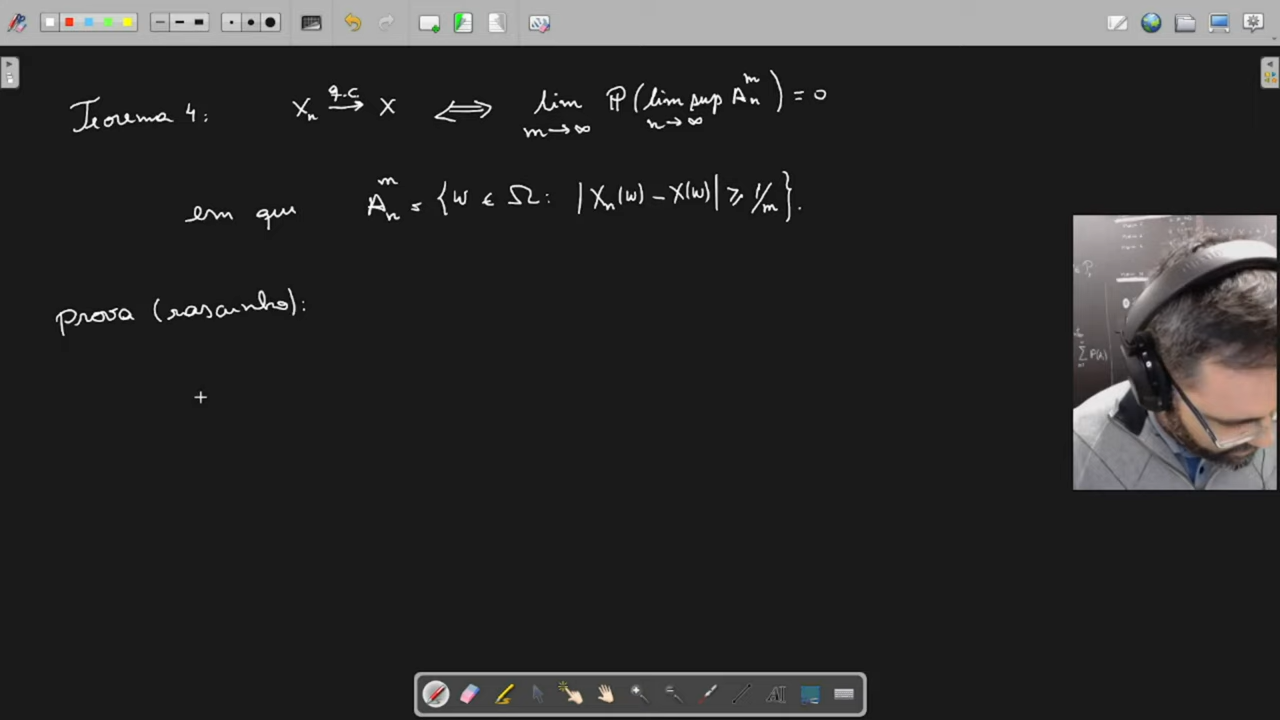 Teorema 4: Xₙ →^{q.c} X ⟺ lim_{m→∞} ℙ(lim sup_{n→∞} Aₙᵐ) = 0
em que Aₙᵐ = {ω ∈ Ω: |Xₙ(ω) − X(ω)| ⩾ 1/m}.
prova (rascunho):